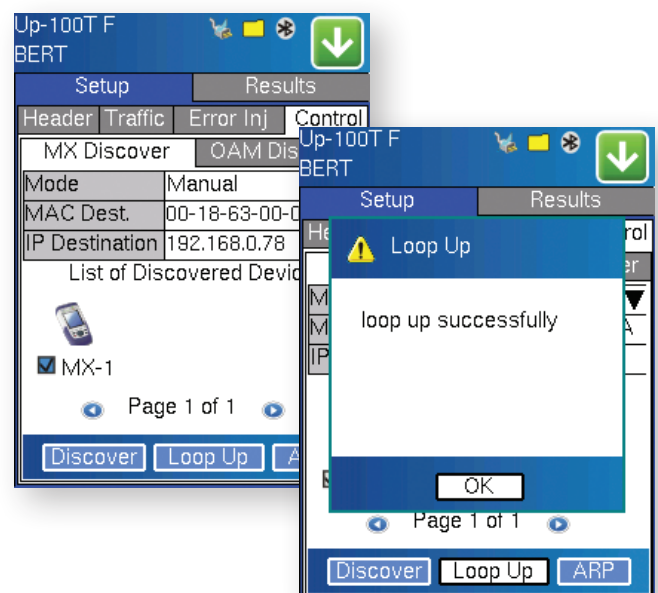 Up-100T F
BERT
Setup Results
Header Traffic Error Inj Control
MX Discover OAM Dis
Mode Manual
MAC Dest. 00-18-63-00-
IP Destination 192.168.0.78
List of Discovered Devic
MX-1
Page 1 of 1
Discover Loop Up A
Up-100T F
BERT
Setup Results
He rol
er
Loop Up
M
M A
IP
loop up successfully
OK
Page 1 of 1
Discover Loop Up ARP